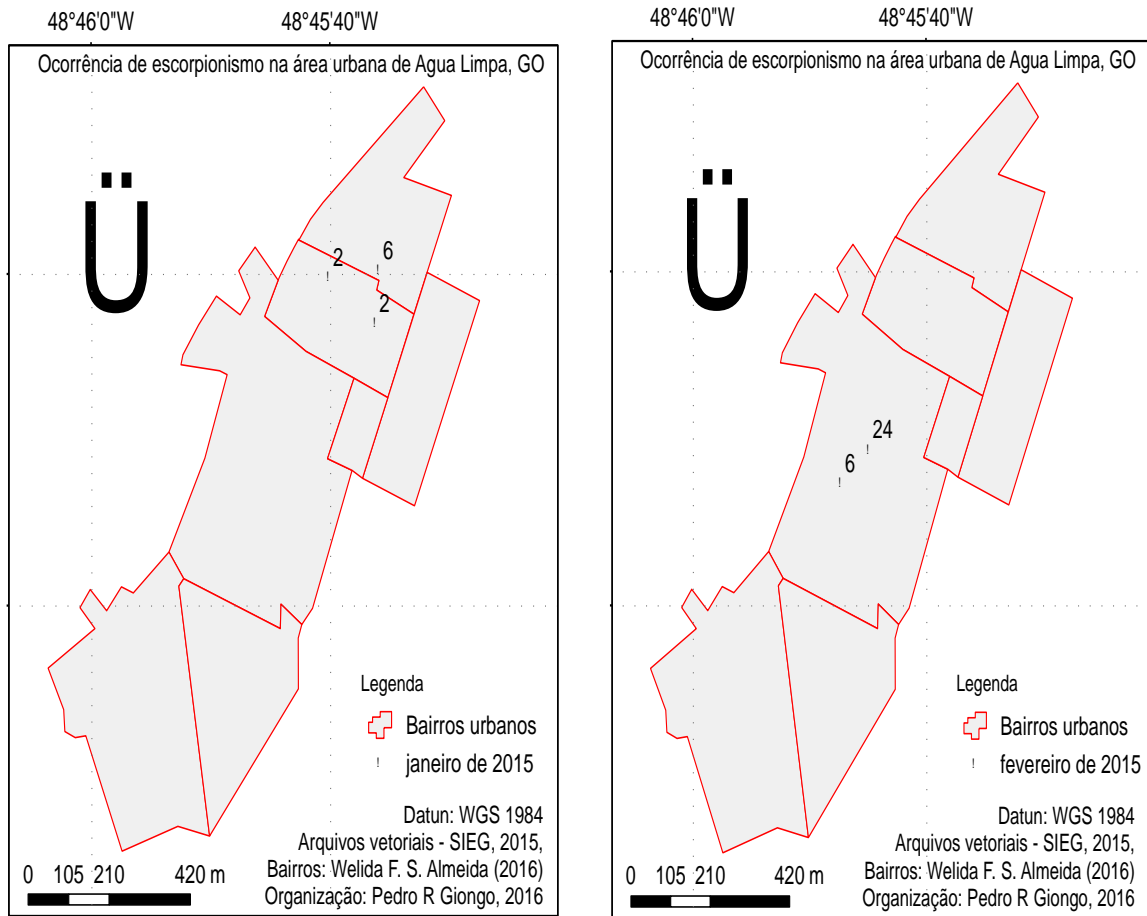 48°46'0"W 48°45'40"W
Ocorrência de escorpionismo na área urbana de Agua Limpa, GO
Ü
2
6
2
Legenda
Bairros urbanos
! janeiro de 2015
Datun: WGS 1984
Arquivos vetoriais - SIEG, 2015,
Bairros: Welida F. S. Almeida (2016)
Organização: Pedro R Giongo, 2016
0 105 210 420 m
48°46'0"W 48°45'40"W
Ocorrência de escorpionismo na área urbana de Agua Limpa, GO
Ü
24
6
Legenda
Bairros urbanos
! fevereiro de 2015
Datun: WGS 1984
Arquivos vetoriais - SIEG, 2015,
Bairros: Welida F. S. Almeida (2016)
Organização: Pedro R Giongo, 2016
0 105 210 420 m